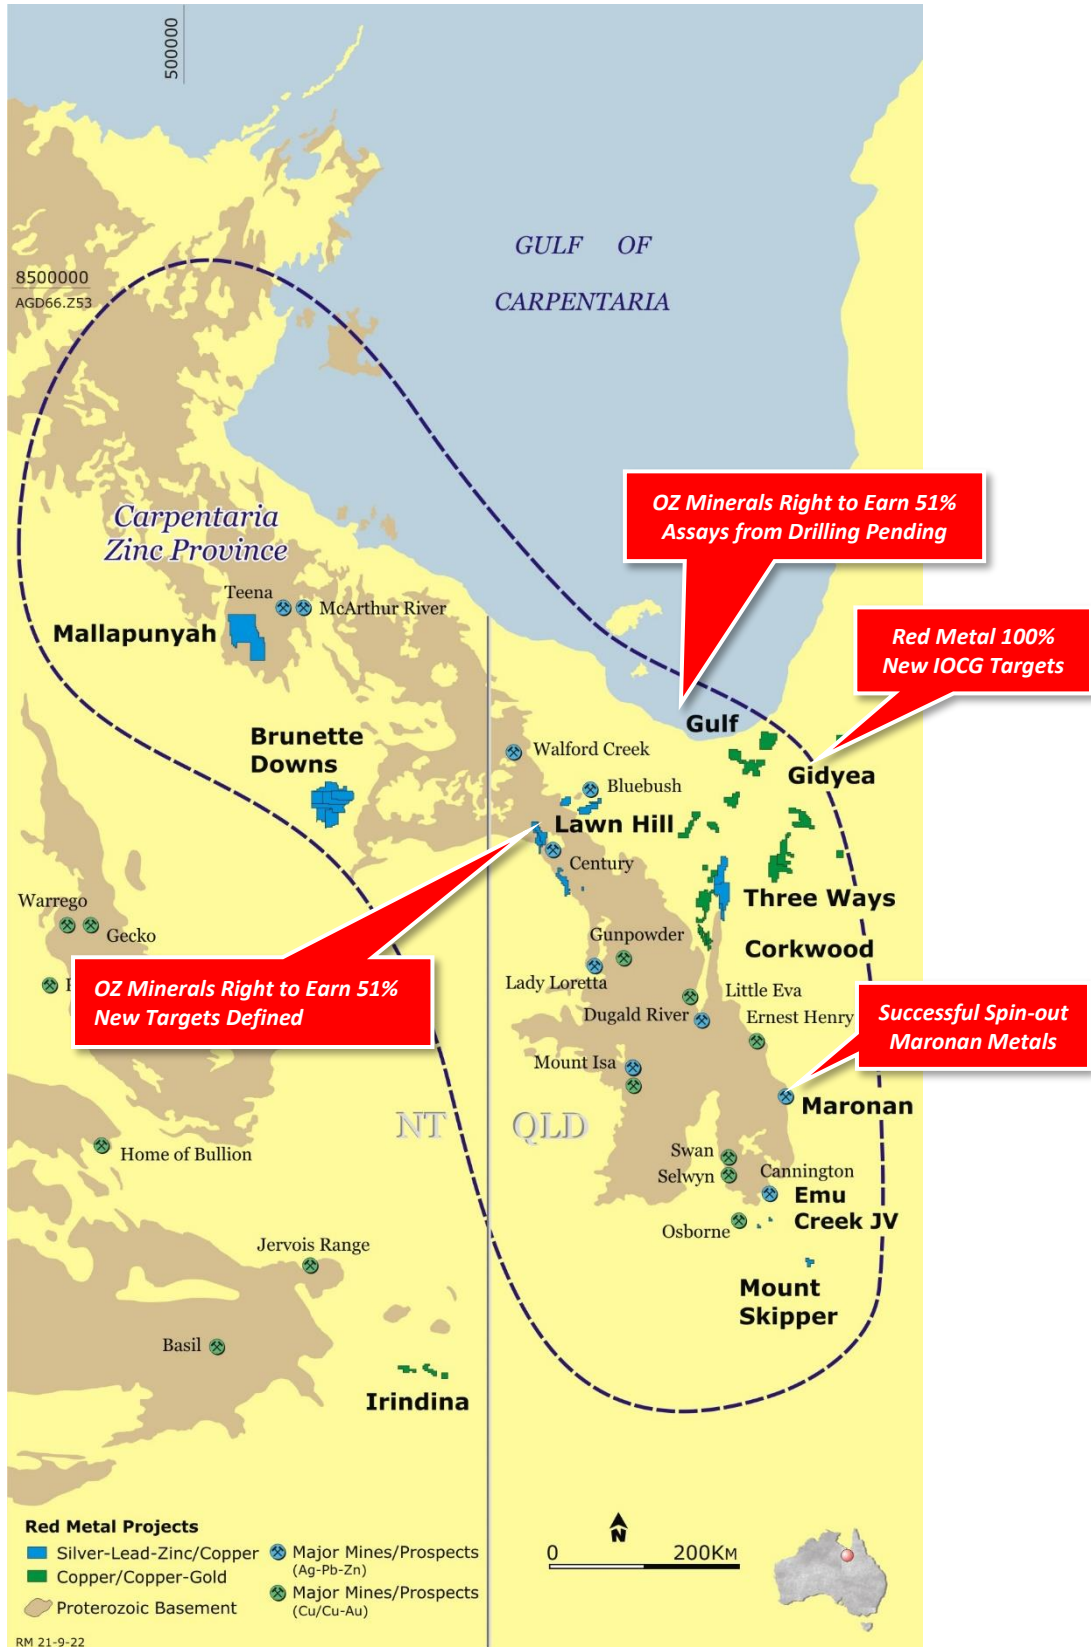 500000
GULF OF
CARPENTARIA
8500000
AGD66.Z53
OZ Minerals Right to Earn 51%
Assays from Drilling Pending
Carpentaria
Zinc Province
Teena
McArthur River
Mallapunyah
Red Metal 100%
New IOCG Targets
Gulf
Brunette
Downs
Walford Creek
Gidyea
Bluebush
Lawn Hill
Century
Three Ways
Warrego
Gecko
Gunpowder
Corkwood
Lady Loretta
OZ Minerals Right to Earn 51%
New Targets Defined
Little Eva
Dugald River
Ernest Henry
Successful Spin-out
Maronan Metals
Mount Isa
Maronan
NT
QLD
Home of Bullion
Swan
Selwyn
Cannington
Emu
Creek JV
Osborne
Jervois Range
Mount
Skipper
Basil
Irindina
Red Metal Projects
Silver-Lead-Zinc/Copper
Copper/Copper-Gold
Proterozoic Basement
Major Mines/Prospects
(Ag-Pb-Zn)
Major Mines/Prospects
(Cu/Cu-Au)
N
0 200KM
RM 21-9-22